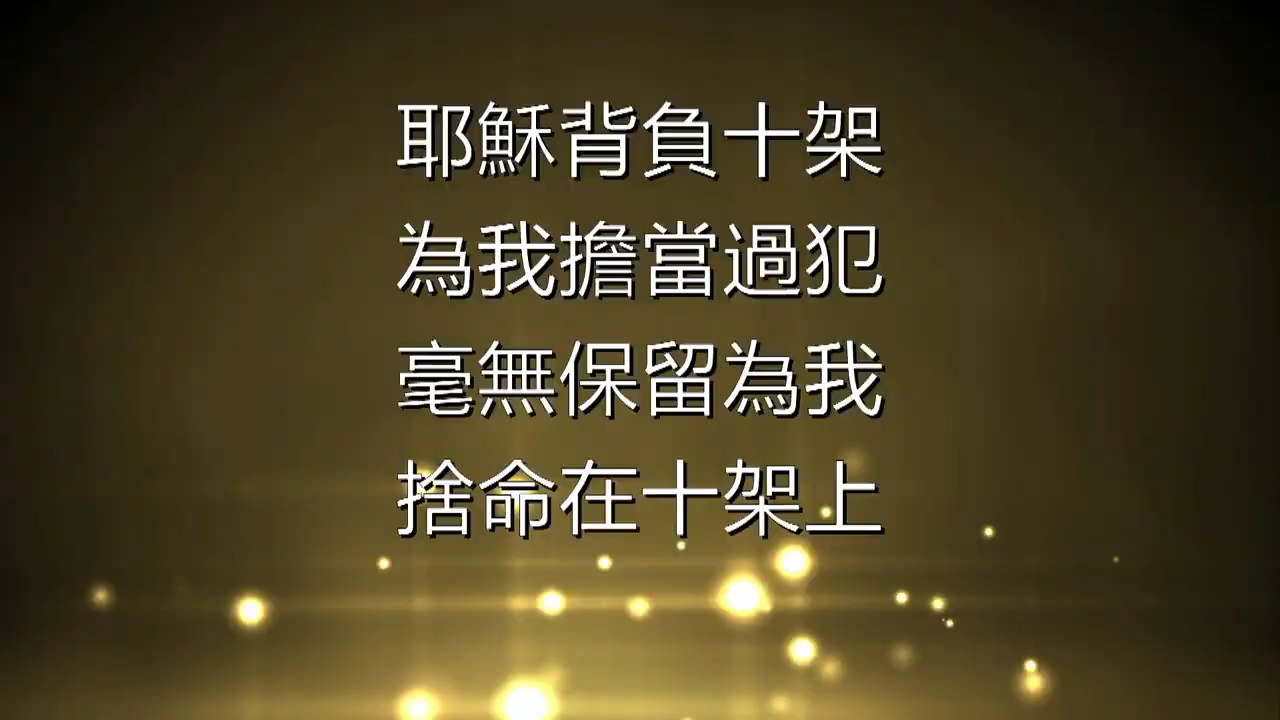 耶穌背負十架
為我擔當過犯
毫無保留為我
捨命在十架上